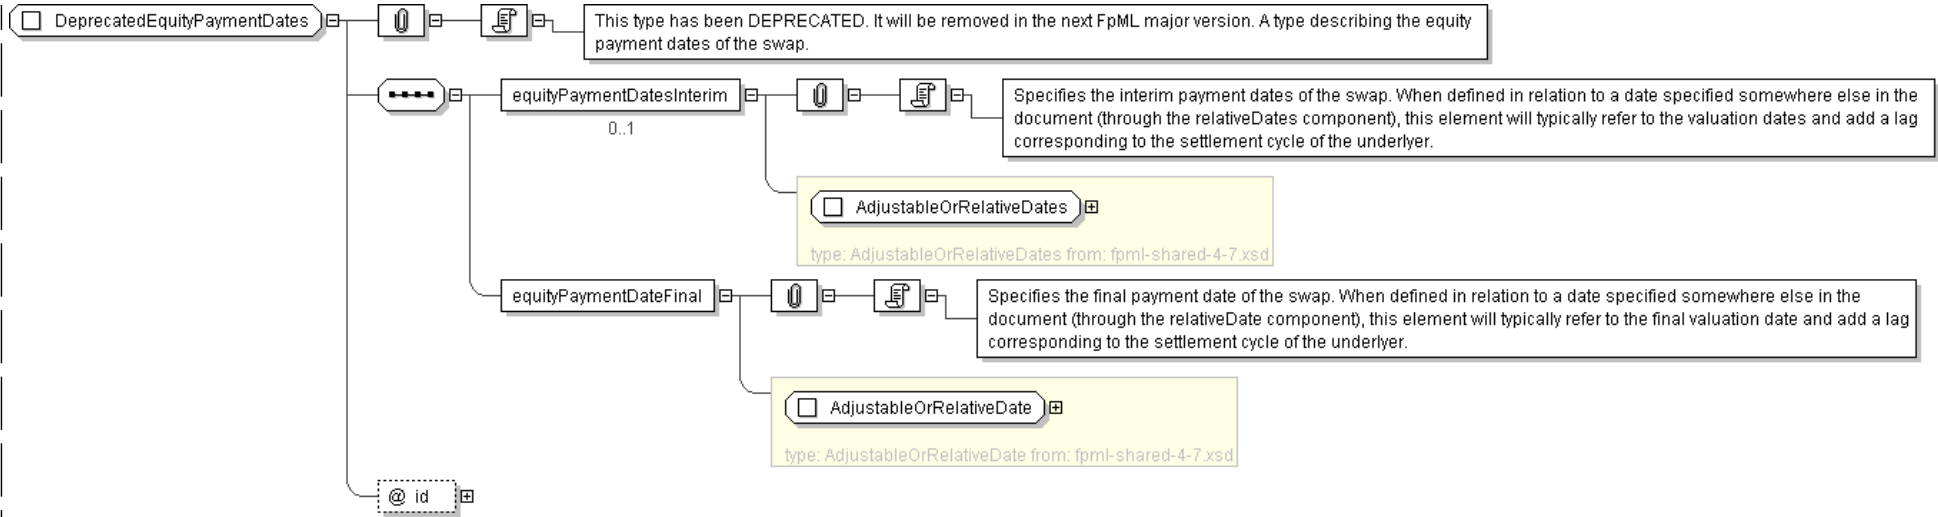 DeprecatedEquityPaymentDates
This type has been DEPRECATED. It will be removed in the next FpML major version. A type describing the equity
payment dates of the swap.
equityPaymentDatesInterim
0..1
Specifies the interim payment dates of the swap. When defined in relation to a date specified somewhere else in the
document (through the relativeDates component), this element will typically refer to the valuation dates and add a lag
corresponding to the settlement cycle of the underlyer.
AdjustableOrRelativeDates
type: AdjustableOrRelativeDates from: fpml-shared-4-7.xsd
equityPaymentDateFinal
Specifies the final payment date of the swap. When defined in relation to a date specified somewhere else in the
document (through the relativeDate component), this element will typically refer to the final valuation date and add a lag
corresponding to the settlement cycle of the underlyer.
AdjustableOrRelativeDate
type: AdjustableOrRelativeDate from: fpml-shared-4-7.xsd
@ id